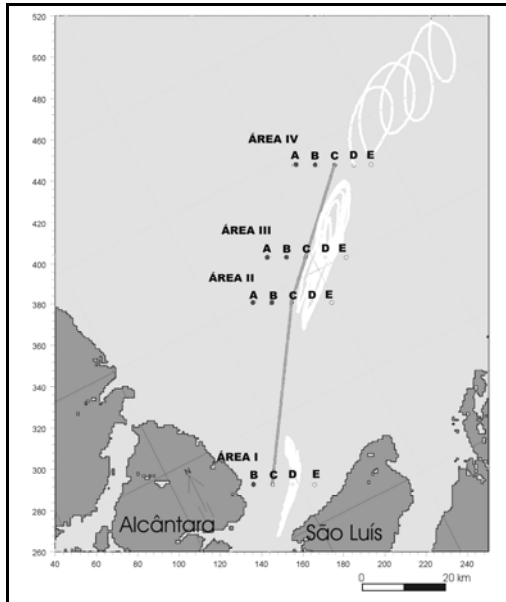 520
500
480
460
440
420
400
380
360
340
320
300
280
260
ÁREA IV
A B C D E
ÁREA III
A B C D E
ÁREA II
A B C D E
ÁREA I
B C D E
N
Alcântara
São Luís
40 60 80 100 120 140 160 180 200 220 240
0 20 km